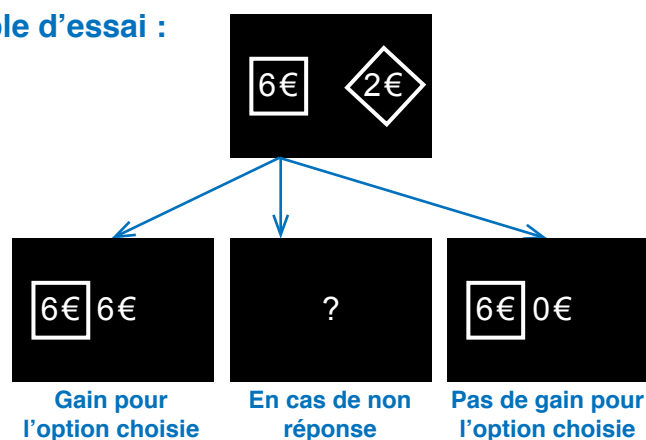 d'essai :
6€ 2€
6€ 6€
?
6€ 0€
Gain pour
l'option choisie
En cas de non
réponse
Pas de gain pour
l'option choisie